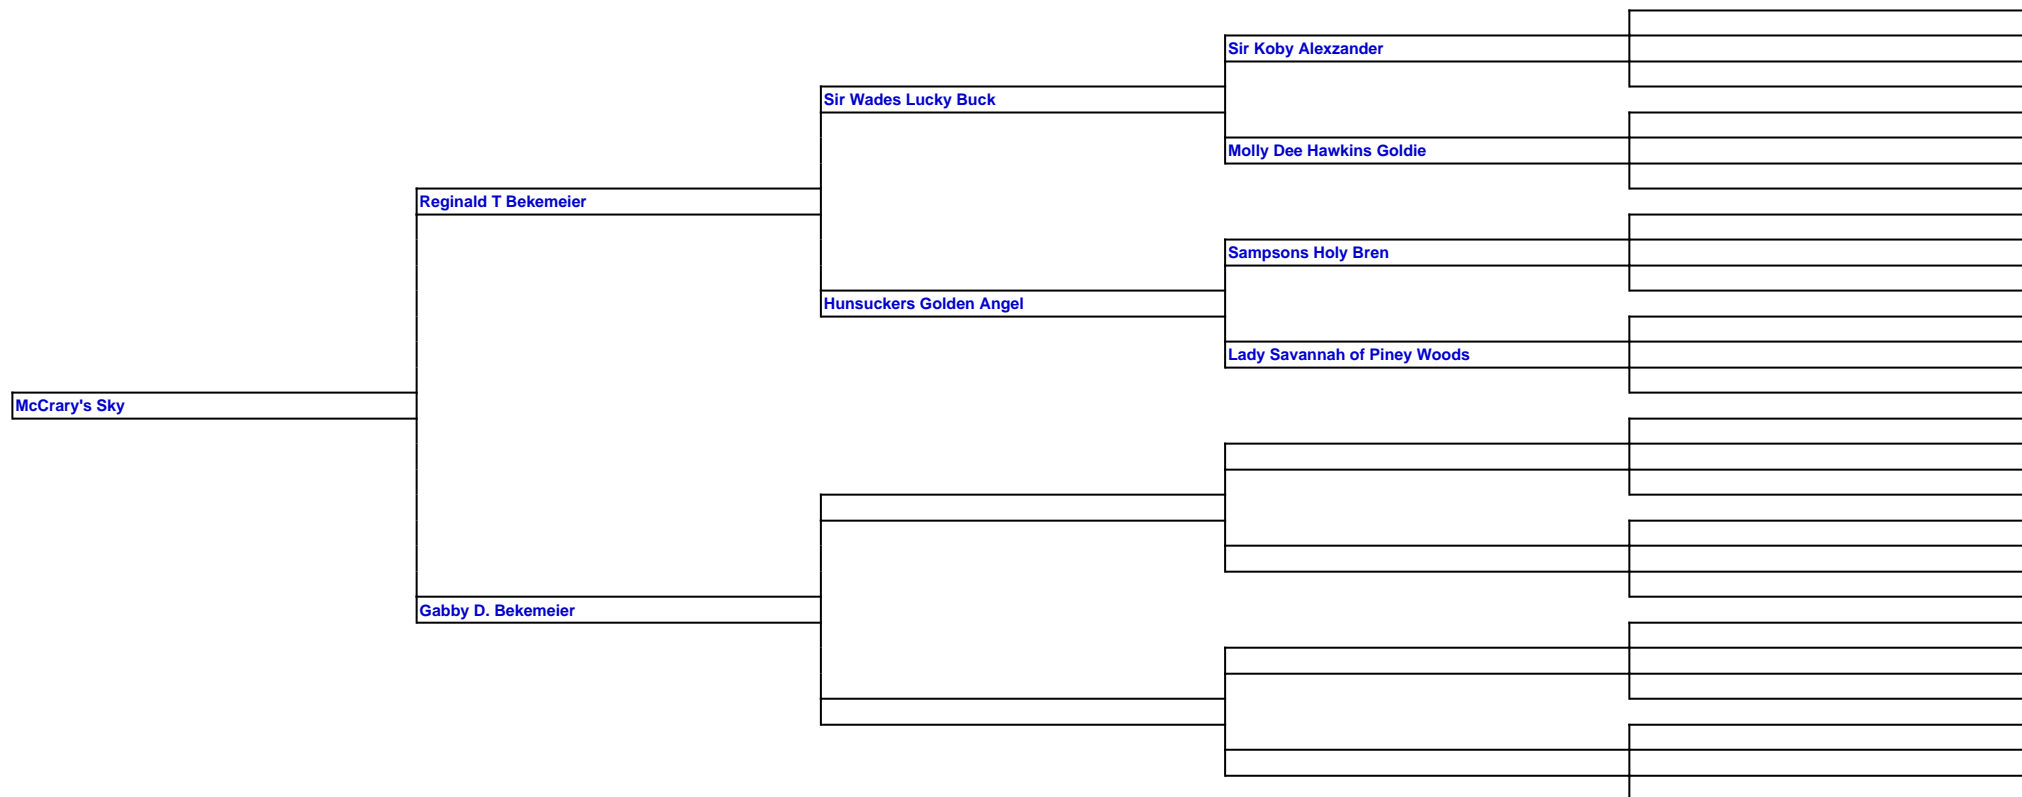 Sir Koby Alexzander
Sir Wades Lucky Buck
Molly Dee Hawkins Goldie
Reginald T Bekemeier
Sampsons Holy Bren
Hunsuckers Golden Angel
Lady Savannah of Piney Woods
McCrary's Sky
Gabby D. Bekemeier